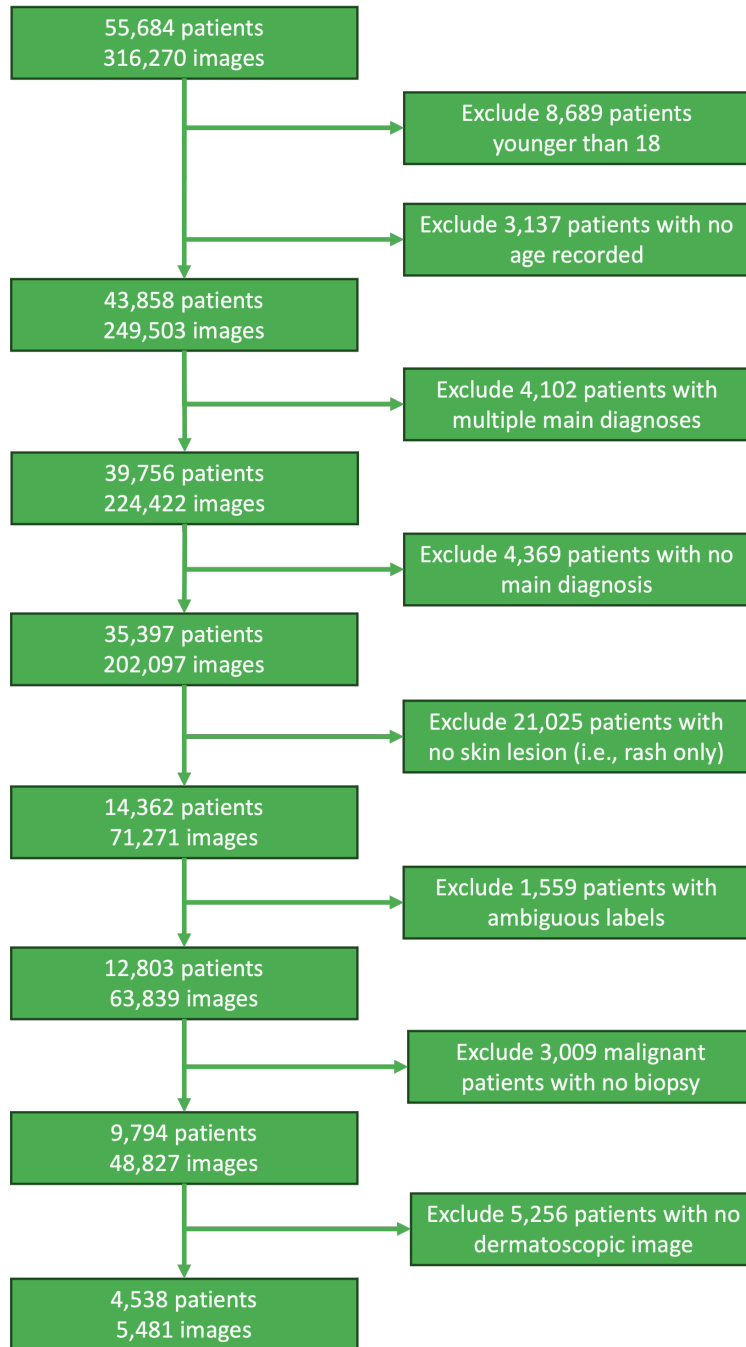 55,684 patients
316,270 images
Exclude 8,689 patients
younger than 18
Exclude 3,137 patients with no
age recorded
43,858 patients
249,503 images
Exclude 4,102 patients with
multiple main diagnoses
39,756 patients
224,422 images
Exclude 4,369 patients with no
main diagnosis
35,397 patients
202,097 images
Exclude 21,025 patients with
no skin lesion (i.e., rash only)
14,362 patients
71,271 images
Exclude 1,559 patients with
ambiguous labels
12,803 patients
63,839 images
Exclude 3,009 malignant
patients with no biopsy
9,794 patients
48,827 images
Exclude 5,256 patients with no
dermatoscopic image
4,538 patients
5,481 images